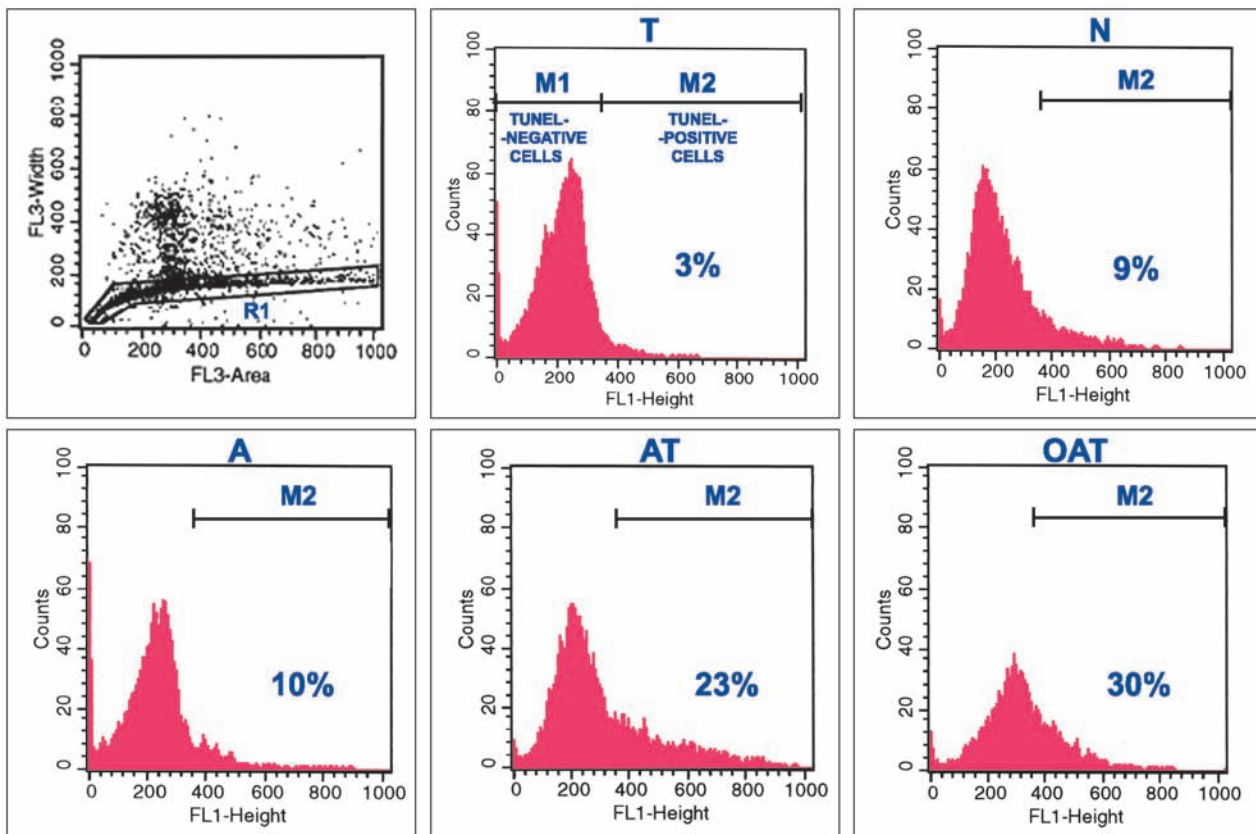 1000
800
600
400
200
0
FL3-Width
R1
0 200 400 600 800 1000
FL3-Area
T
100
80
60
40
20
0
Counts
M1 M2
TUNEL- TUNEL-
-NEGATIVE -POSITIVE
CELLS CELLS
3%
0 200 400 600 800 1000
FL1-Height
N
100
80
60
40
20
0
Counts
M2
9%
0 200 400 600 800 1000
FL1-Height
A
100
80
60
40
20
0
Counts
M2
10%
0 200 400 600 800 1000
FL1-Height
AT
100
80
60
40
20
0
Counts
M2
23%
0 200 400 600 800 1000
FL1-Height
OAT
100
80
60
40
20
0
Counts
M2
30%
0 200 400 600 800 1000
FL1-Height